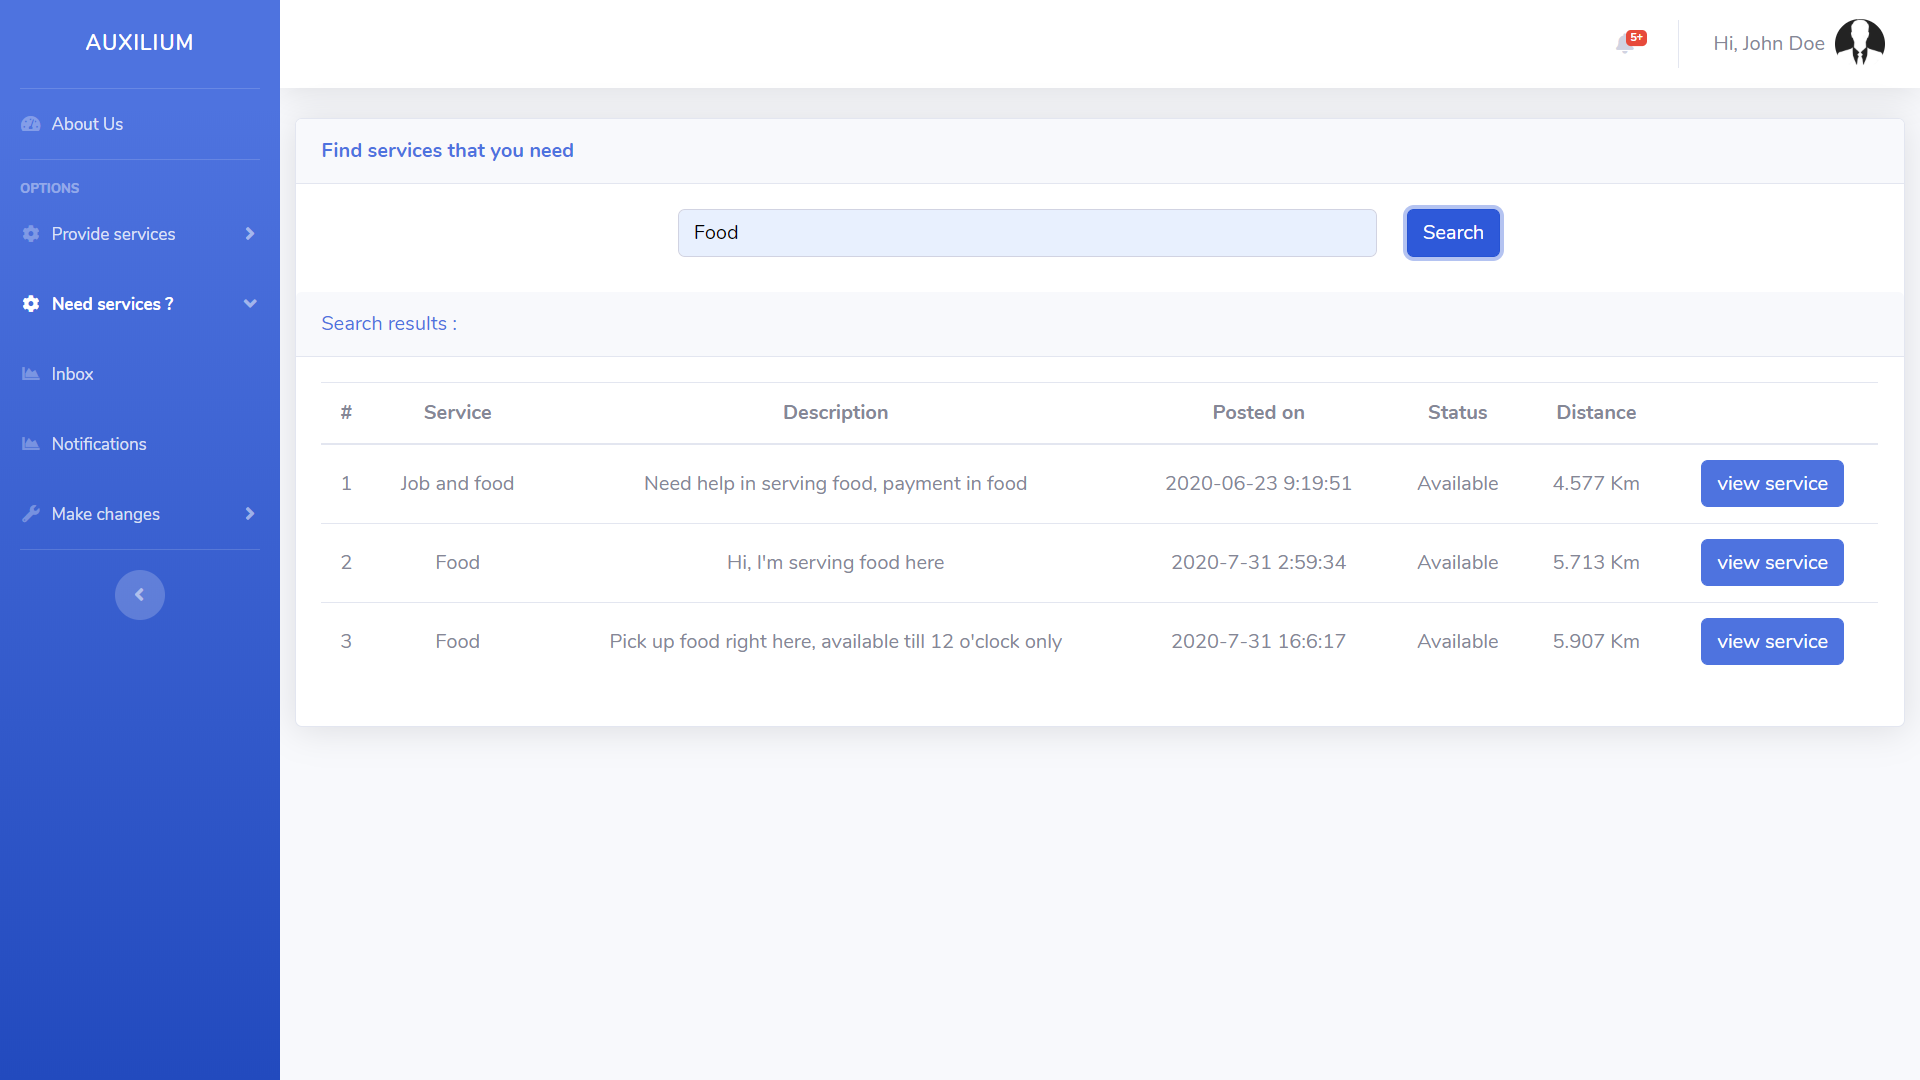 AUXILIUM
5+
Hi, John Doe
About Us
OPTIONS
Provide services
Need services ?
Inbox
Notifications
Make changes
Find services that you need
Food
Search
Search results :
# Service Description Posted on Status Distance
1 Job and food Need help in serving food, payment in food 2020-06-23 9:19:51 Available 4.577 Km view service
2 Food Hi, I'm serving food here 2020-7-31 2:59:34 Available 5.713 Km view service
3 Food Pick up food right here, available till 12 o'clock only 2020-7-31 16:6:17 Available 5.907 Km view service